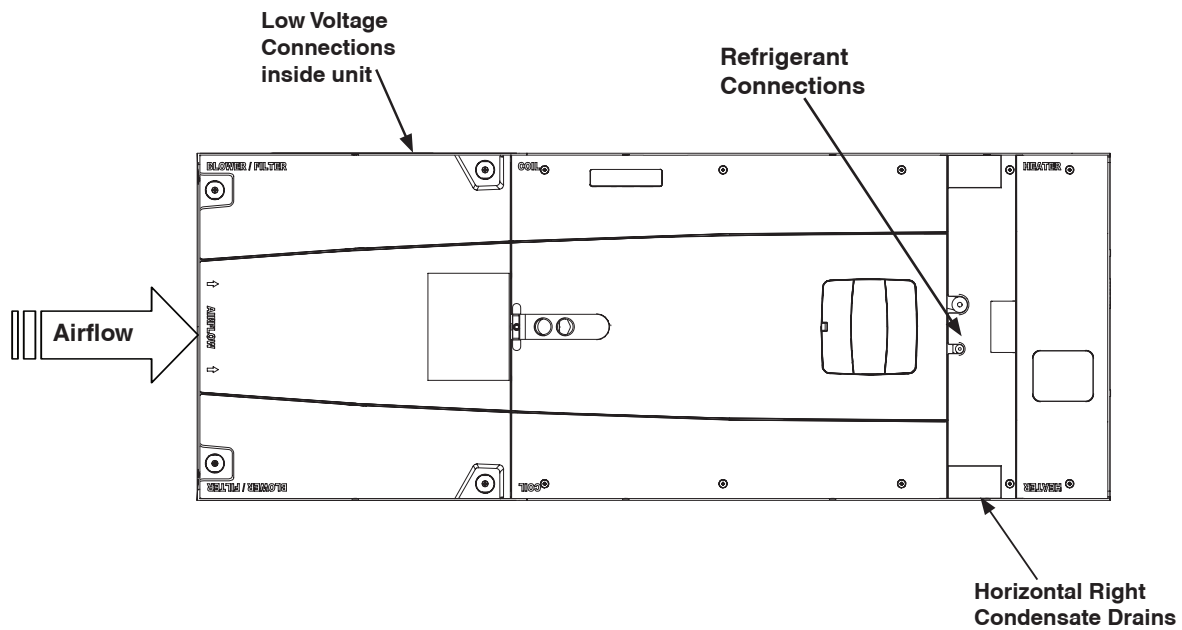 Low Voltage
Connections
inside unit
Refrigerant
Connections
BLOWER / FILTER
COIL
HEATER
Airflow
AIRFLOW
BLOWER / FILTER
COIL
HEATER
Horizontal Right
Condensate Drains